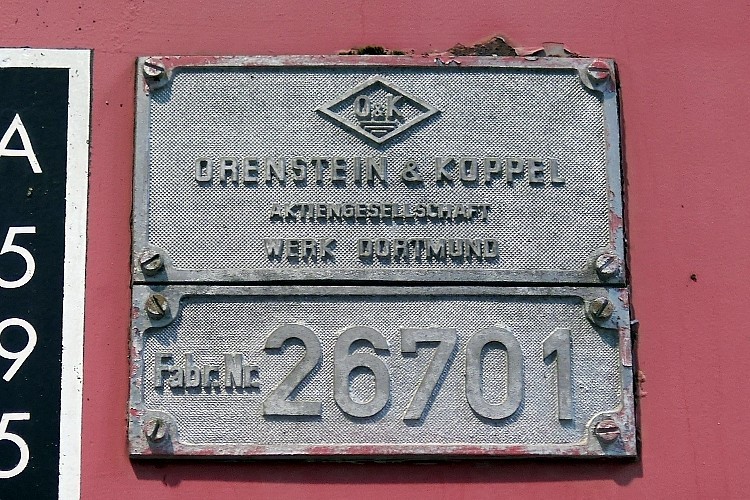 A
5
9
5
O&K
ORENSTEIN & KOPPEL
AKTIENGESELLSCHAFT
WERK DORTMUND
Fabr. Nr. 26701